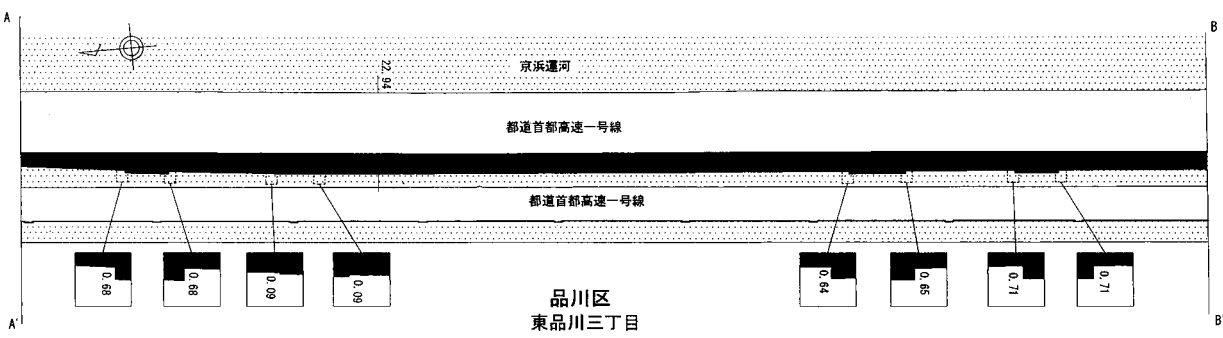 A
B
京浜運河
22.94
都道首都高速一号線
都道首都高速一号線
0.68
0.68
0.09
0.09
0.64
0.65
0.71
0.71
品川区
東品川三丁目
A'
B'